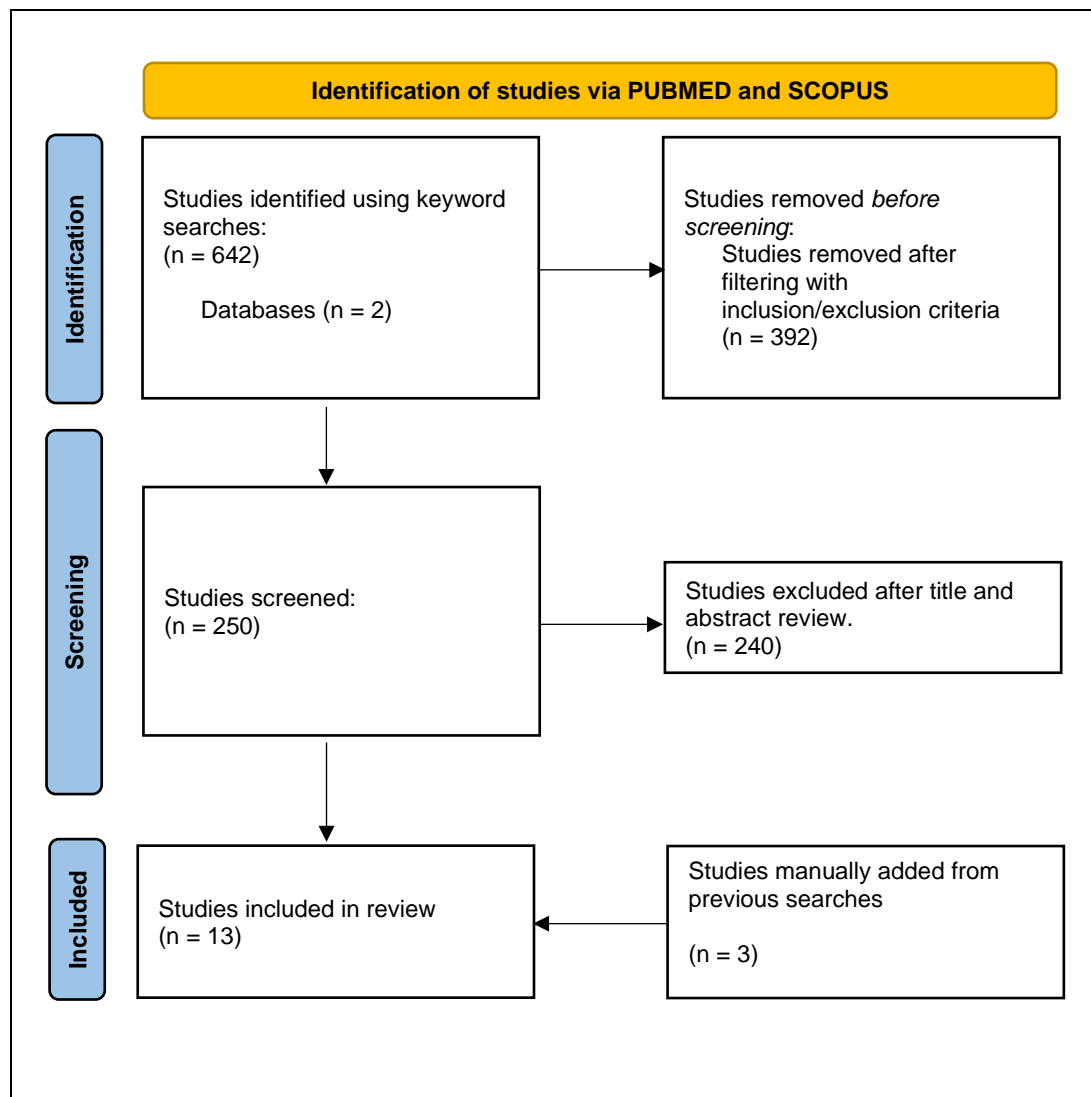 Identification of studies via PUBMED and SCOPUS
Identification
Studies identified using keyword
searches:
(n = 642)
Databases (n = 2)
Studies removed before
screening:
Studies removed after
filtering with
inclusion/exclusion criteria
(n = 392)
Screening
Studies screened:
(n = 250)
Studies excluded after title and
abstract review.
(n = 240)
Included
Studies included in review
(n = 13)
Studies manually added from
previous searches
(n = 3)